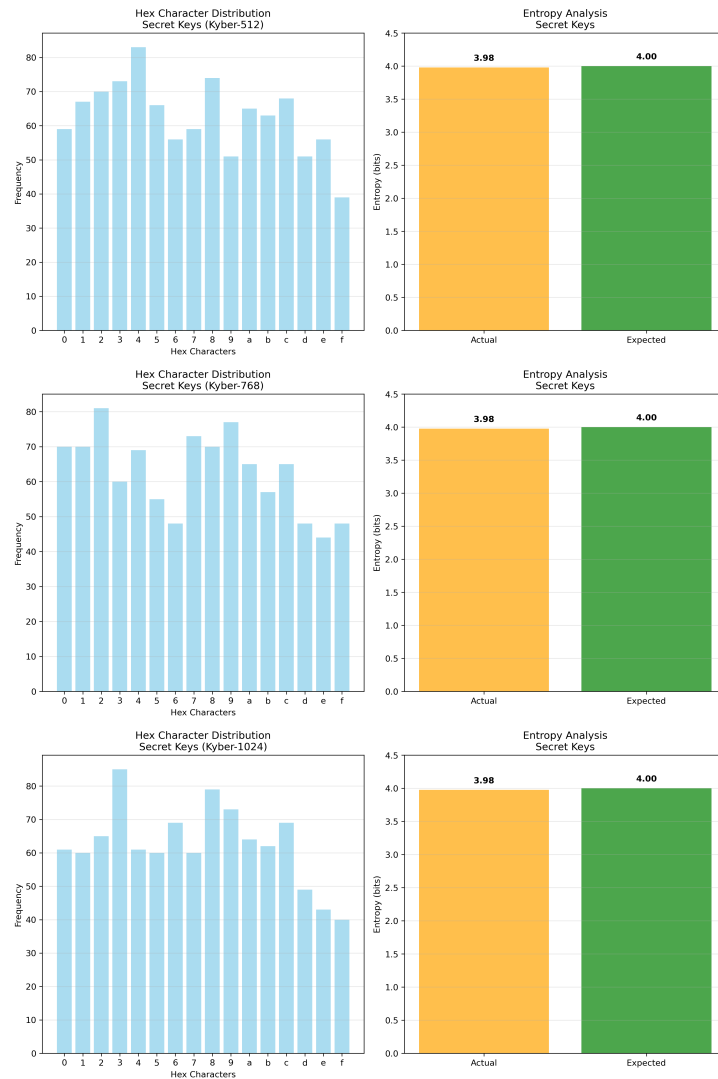 Hex Character Distribution
Secret Keys (Kyber-512)
Frequency
80
70
60
50
40
30
20
10
0
0 1 2 3 4 5 6 7 8 9 a b c d e f
Hex Characters
Entropy Analysis
Secret Keys
Entropy (bits)
4.5
4.0
3.5
3.0
2.5
2.0
1.5
1.0
0.5
0.0
3.98 4.00
Actual Expected
Hex Character Distribution
Secret Keys (Kyber-768)
Frequency
80
70
60
50
40
30
20
10
0
0 1 2 3 4 5 6 7 8 9 a b c d e f
Hex Characters
Entropy Analysis
Secret Keys
Entropy (bits)
4.5
4.0
3.5
3.0
2.5
2.0
1.5
1.0
0.5
0.0
3.98 4.00
Actual Expected
Hex Character Distribution
Secret Keys (Kyber-1024)
Frequency
80
70
60
50
40
30
20
10
0
0 1 2 3 4 5 6 7 8 9 a b c d e f
Hex Characters
Entropy Analysis
Secret Keys
Entropy (bits)
4.5
4.0
3.5
3.0
2.5
2.0
1.5
1.0
0.5
0.0
3.98 4.00
Actual Expected